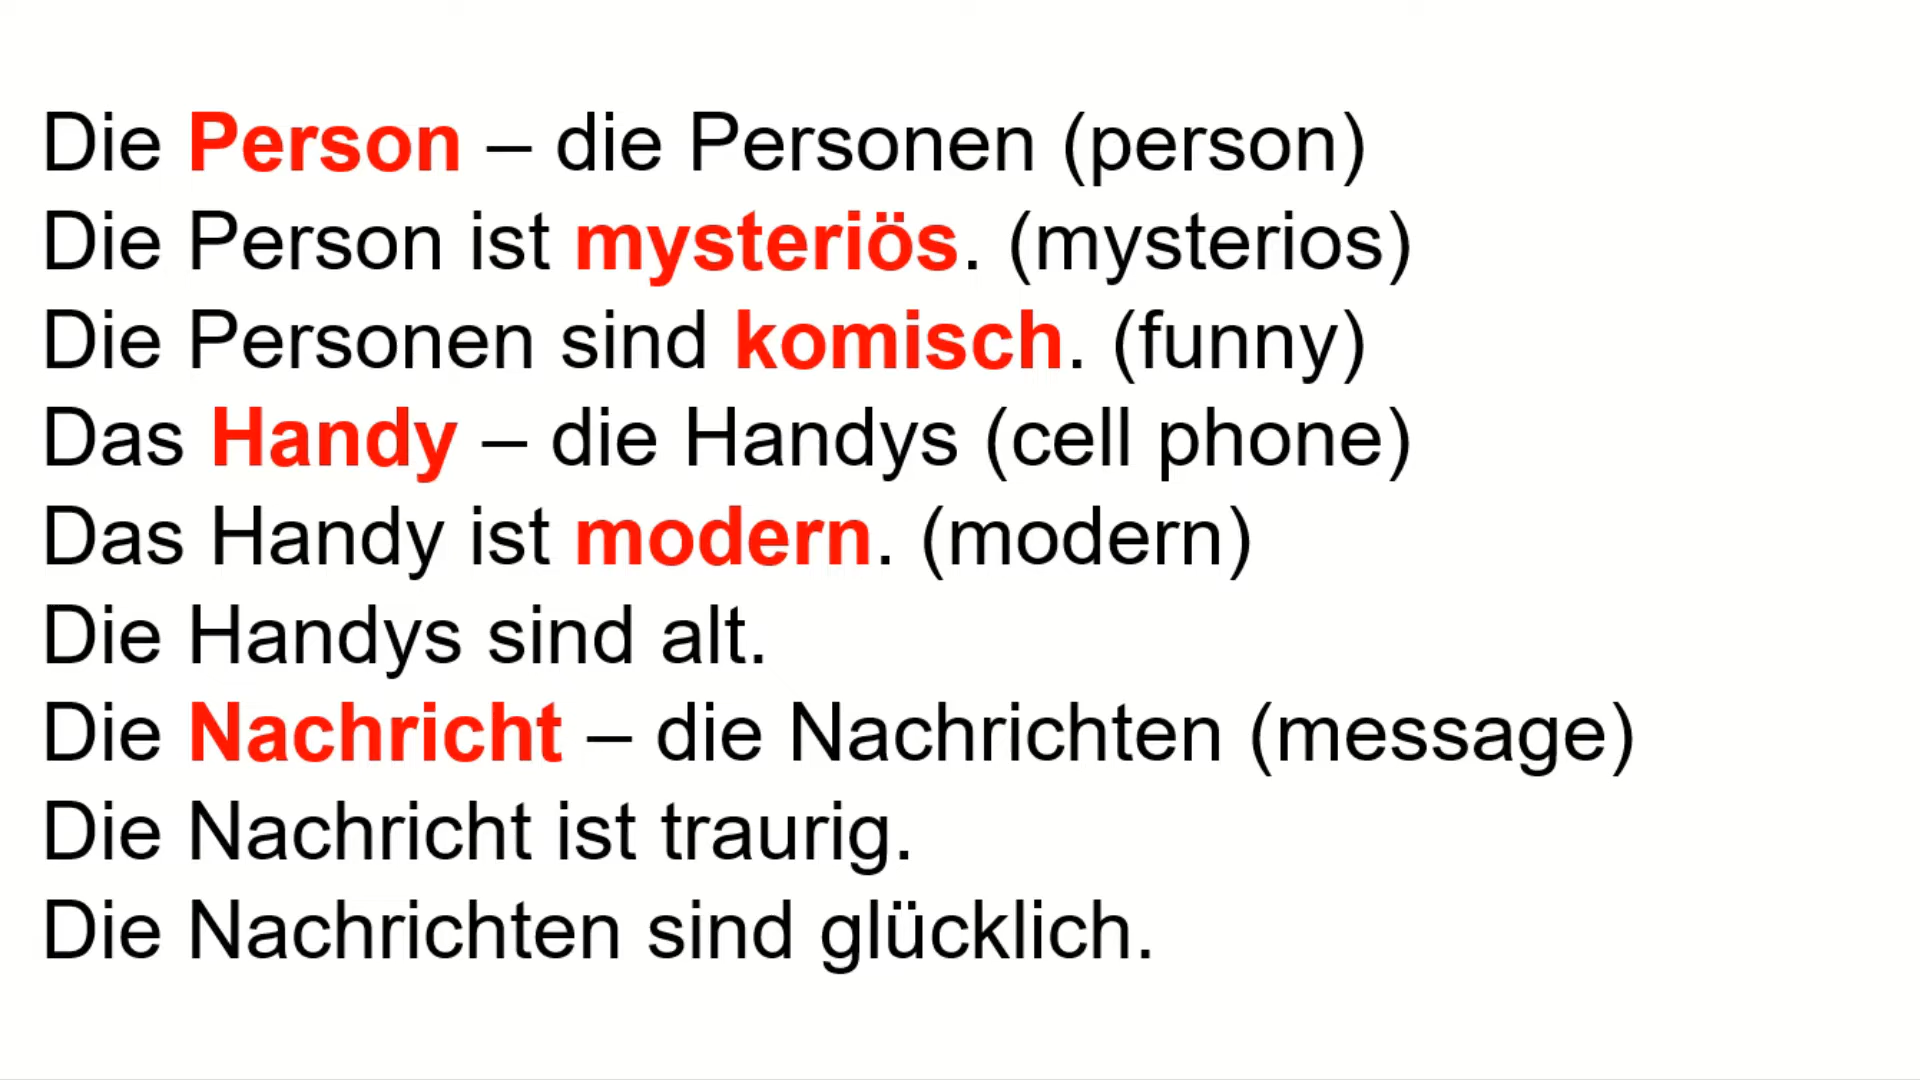 Die Person – die Personen (person)
Die Person ist mysteriös. (mysterios)
Die Personen sind komisch. (funny)
Das Handy – die Handys (cell phone)
Das Handy ist modern. (modern)
Die Handys sind alt.
Die Nachricht – die Nachrichten (message)
Die Nachricht ist traurig.
Die Nachrichten sind glücklich.